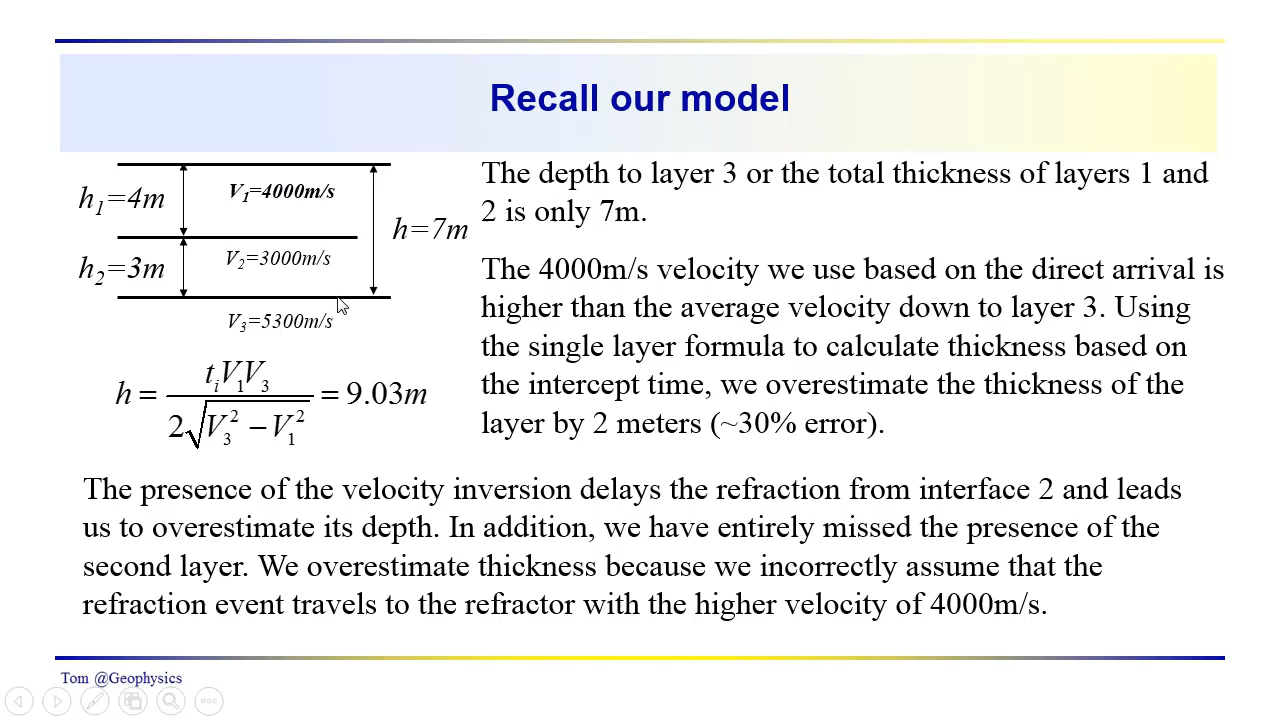 Recall our model
h₁=4m
V₁=4000m/s
h=7m
h₂=3m
V₂=3000m/s
V₃=5300m/s
h = tᵢV₁V₃ / 2√(V₃² − V₁²) = 9.03m
The depth to layer 3 or the total thickness of layers 1 and
2 is only 7m.
The 4000m/s velocity we use based on the direct arrival is
higher than the average velocity down to layer 3. Using
the single layer formula to calculate thickness based on
the intercept time, we overestimate the thickness of the
layer by 2 meters (~30% error).
The presence of the velocity inversion delays the refraction from interface 2 and leads
us to overestimate its depth. In addition, we have entirely missed the presence of the
second layer. We overestimate thickness because we incorrectly assume that the
refraction event travels to the refractor with the higher velocity of 4000m/s.
Tom @Geophysics